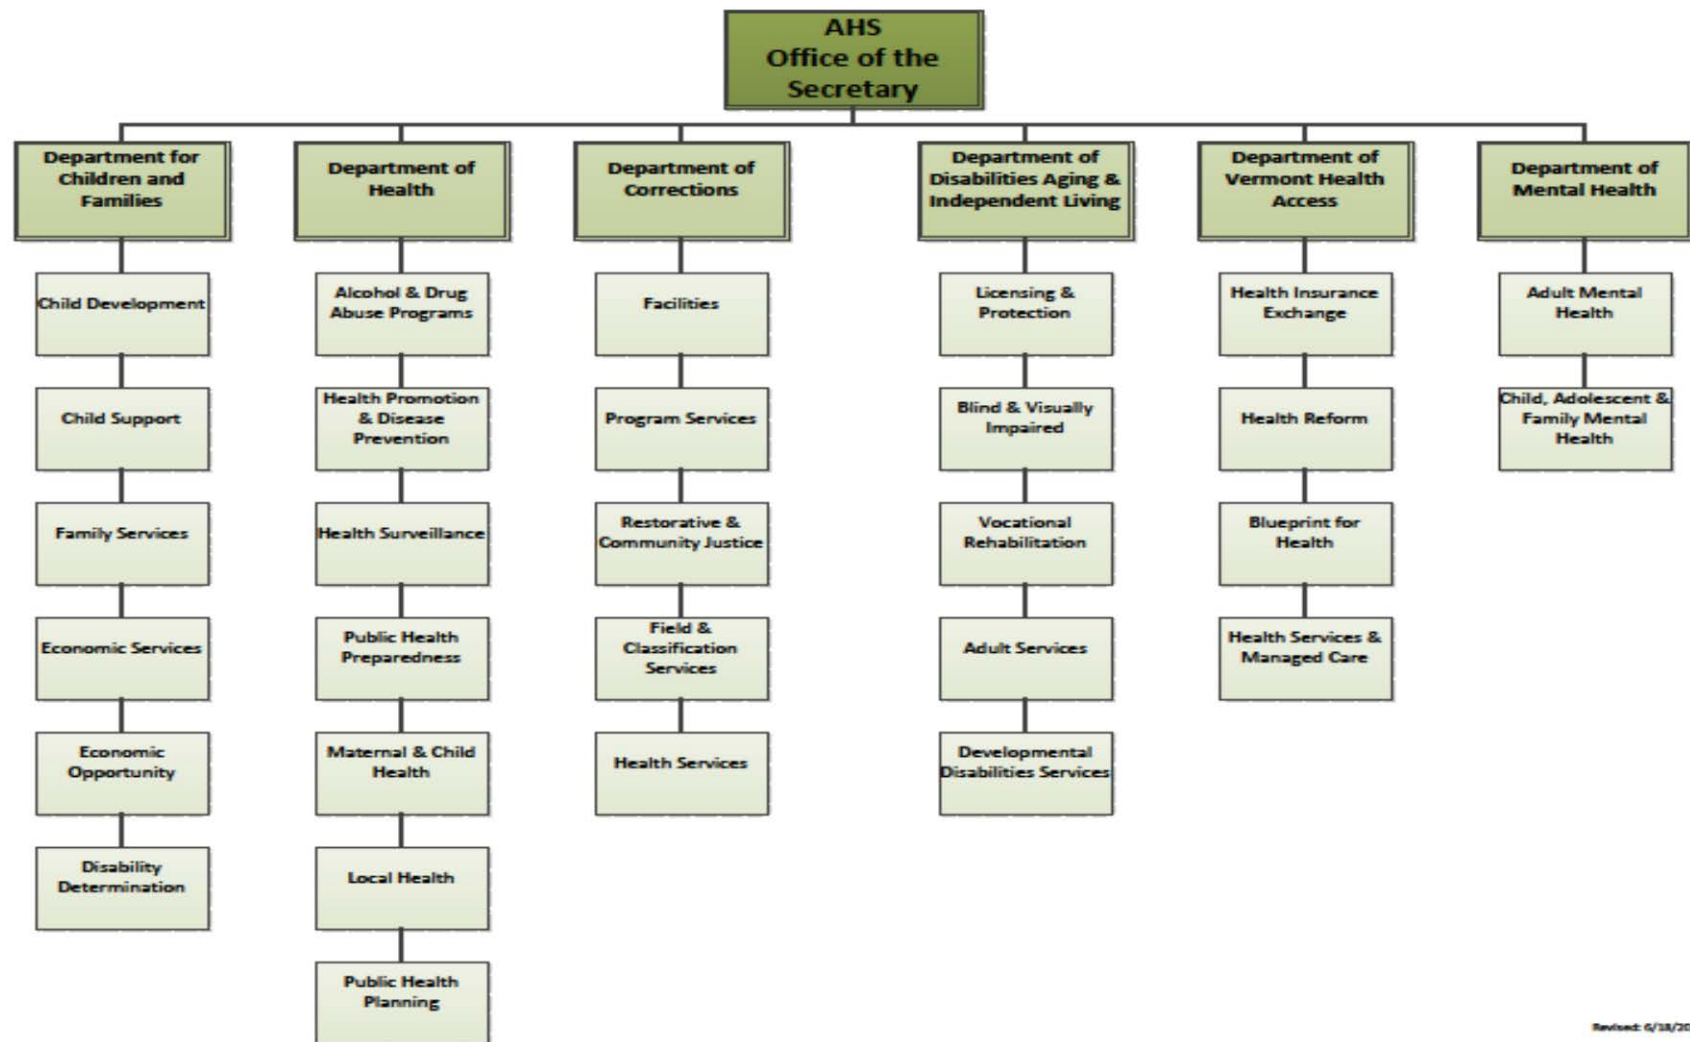 AHS
Office of the
Secretary
Department for
Children and
Families
Department of
Health
Department of
Corrections
Department of
Disabilities Aging &
Independent Living
Department of
Vermont Health
Access
Department of
Mental Health
Child Development
Child Support
Family Services
Economic Services
Economic
Opportunity
Disability
Determination
Alcohol & Drug
Abuse Programs
Health Promotion
& Disease
Prevention
Health Surveillance
Public Health
Preparedness
Maternal & Child
Health
Local Health
Public Health
Planning
Facilities
Program Services
Restorative &
Community Justice
Field &
Classification
Services
Health Services
Licensing &
Protection
Blind & Visually
Impaired
Vocational
Rehabilitation
Adult Services
Developmental
Disabilities Services
Health Insurance
Exchange
Health Reform
Blueprint for
Health
Health Services &
Managed Care
Adult Mental
Health
Child, Adolescent &
Family Mental
Health
Revised: 6/18/20